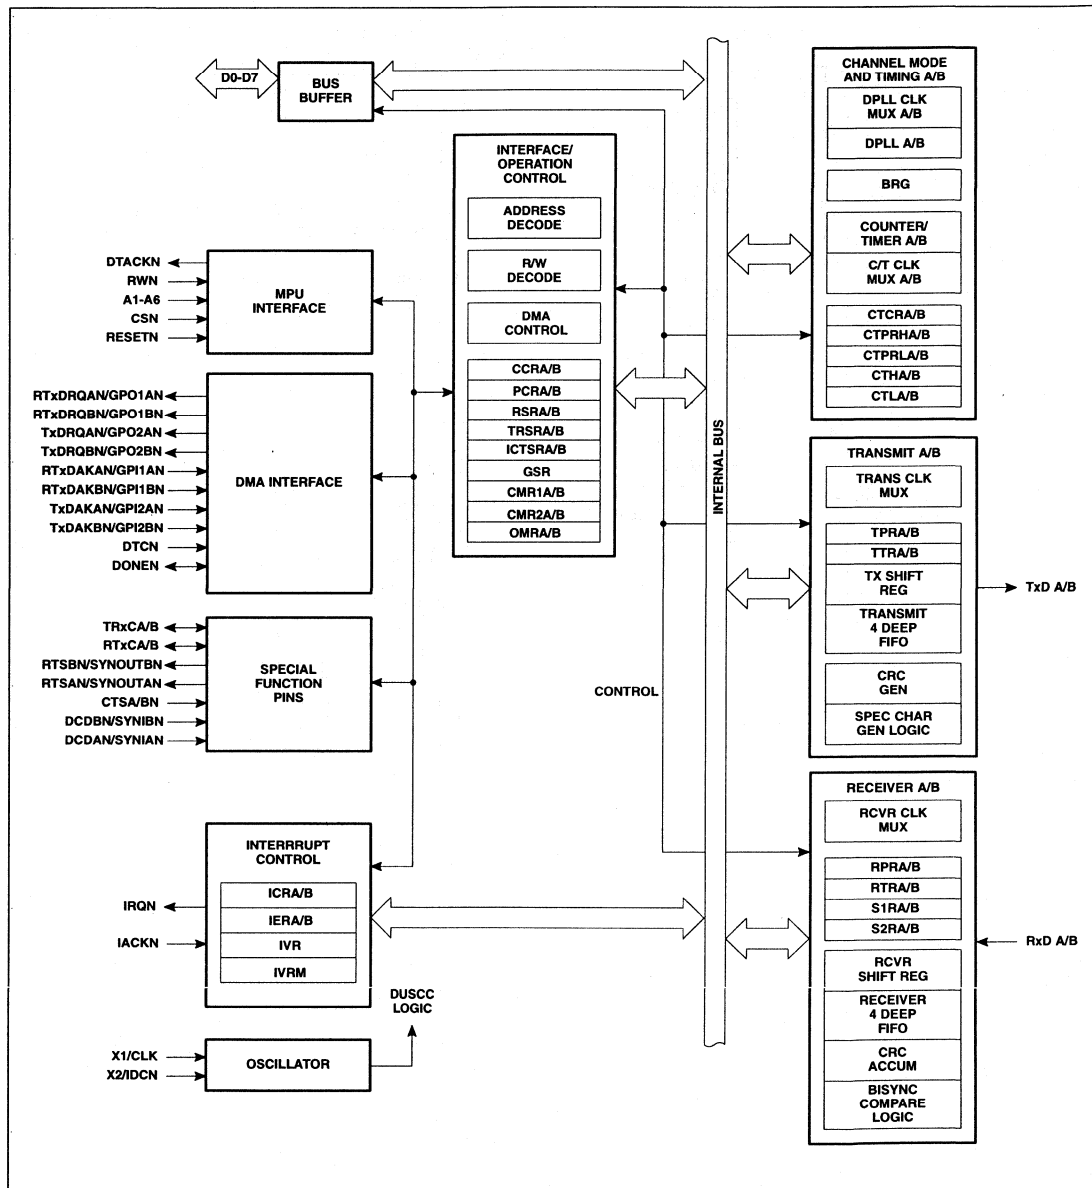 D0-D7
BUS
BUFFER
INTERFACE/
OPERATION
CONTROL
ADDRESS
DECODE
R/W
DECODE
DMA
CONTROL
CCRA/B
PCRA/B
RSRA/B
TRSRA/B
ICTSRA/B
GSR
CMR1A/B
CMR2A/B
OMRA/B
DTACKN
RWN
A1-A6
CSN
RESETN
MPU
INTERFACE
RTxDRQAN/GPO1AN
RTxDRQBN/GPO1BN
TxDRQAN/GPO2AN
TxDRQBN/GPO2BN
RTxDAKAN/GPI1AN
RTxDAKBN/GPI1BN
TxDAKAN/GPI2AN
TxDAKBN/GPI2BN
DTCN
DONEN
DMA INTERFACE
TRxCA/B
RTxCA/B
RTSBN/SYNOUTBN
RTSAN/SYNOUTAN
CTSA/BN
DCDBN/SYNIBN
DCDAN/SYNIAN
SPECIAL
FUNCTION
PINS
IRQN
IACKN
INTERRRUPT
CONTROL
ICRA/B
IERA/B
IVR
IVRM
X1/CLK
X2/IDCN
OSCILLATOR
DUSCC
LOGIC
CONTROL
INTERNAL BUS
CHANNEL MODE
AND TIMING A/B
DPLL CLK
MUX A/B
DPLL A/B
BRG
COUNTER/
TIMER A/B
C/T CLK
MUX A/B
CTCRA/B
CTPRHA/B
CTPRLA/B
CTHA/B
CTLA/B
TRANSMIT A/B
TRANS CLK
MUX
TPRA/B
TTRA/B
TX SHIFT
REG
TRANSMIT
4 DEEP
FIFO
CRC
GEN
SPEC CHAR
GEN LOGIC
TxD A/B
RECEIVER A/B
RCVR CLK
MUX
RPRA/B
RTRA/B
S1RA/B
S2RA/B
RCVR
SHIFT REG
RECEIVER
4 DEEP
FIFO
CRC
ACCUM
BISYNC
COMPARE
LOGIC
RxD A/B